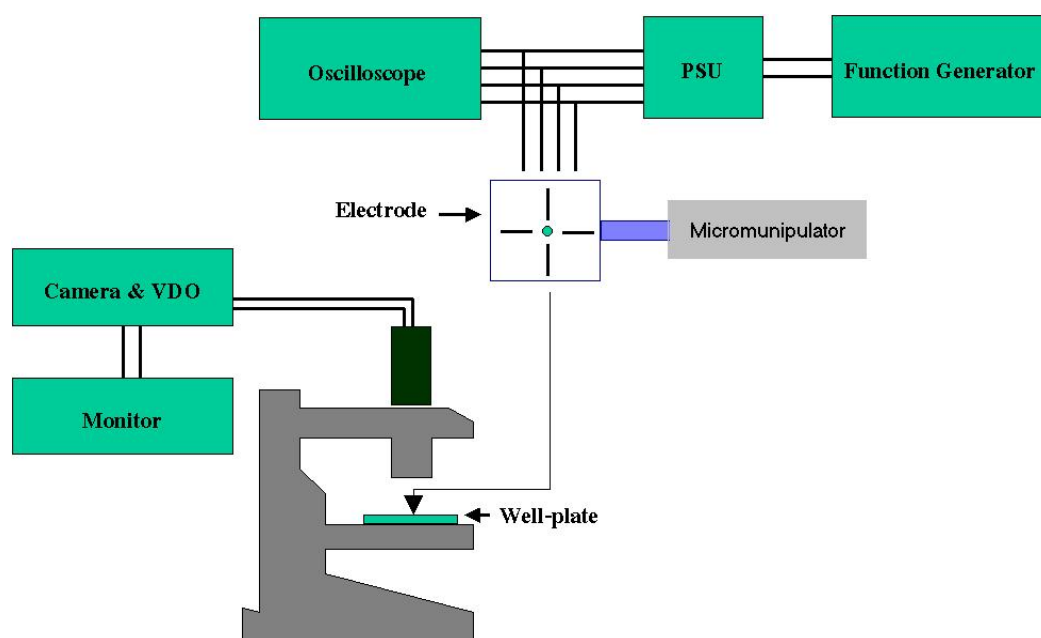 Oscilloscope
PSU
Function Generator
Electrode
Micromunipulator
Camera & VDO
Monitor
Well-plate